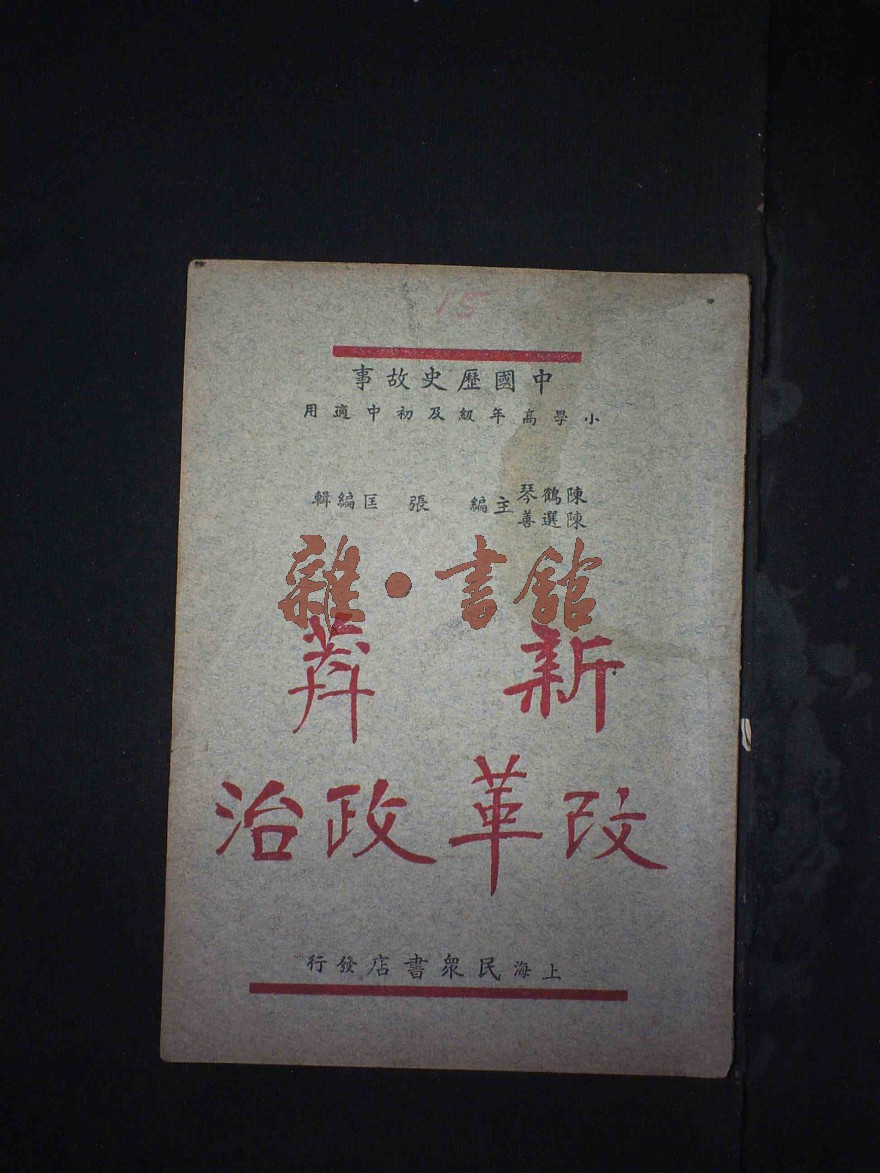 15
中國歷史故事
小學高年級及初中適用
陳鶴琴
陳選善
主編 張匡編輯
雜·書館
新莽
改革政治
上海民衆書店發行